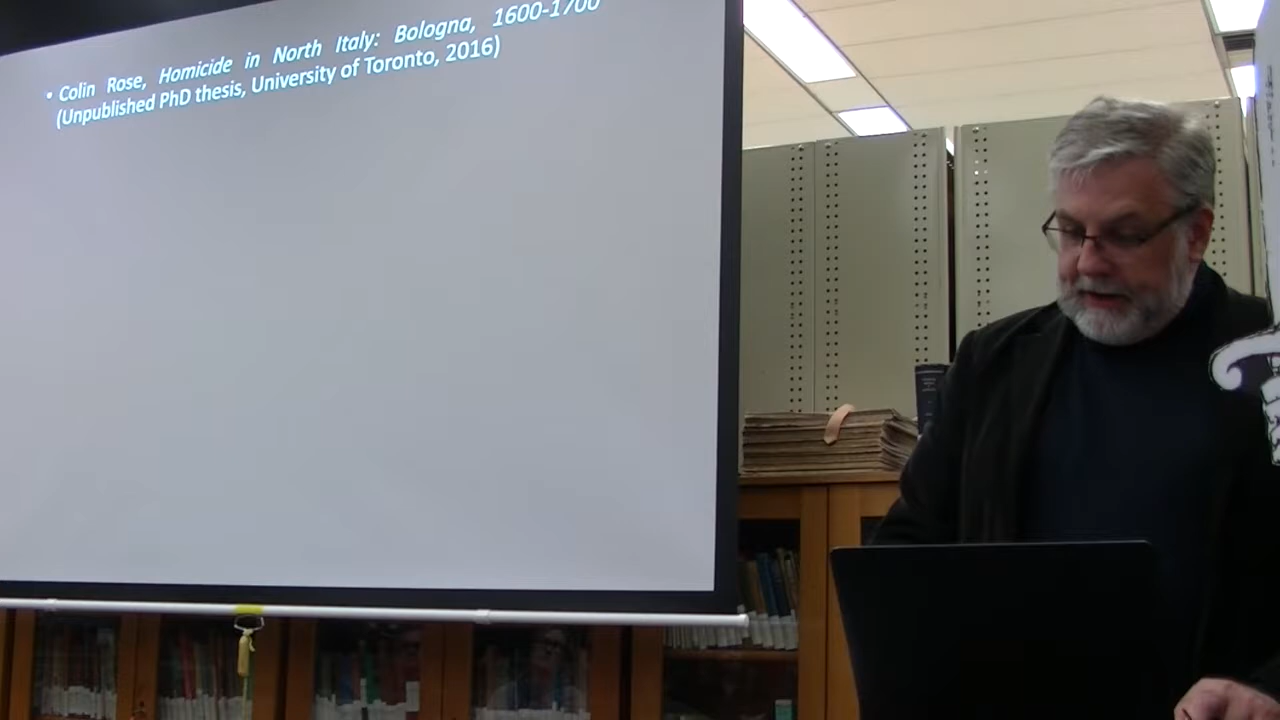 • Colin Rose, Homicide in North Italy: Bologna, 1600-1700
(Unpublished PhD thesis, University of Toronto, 2016)